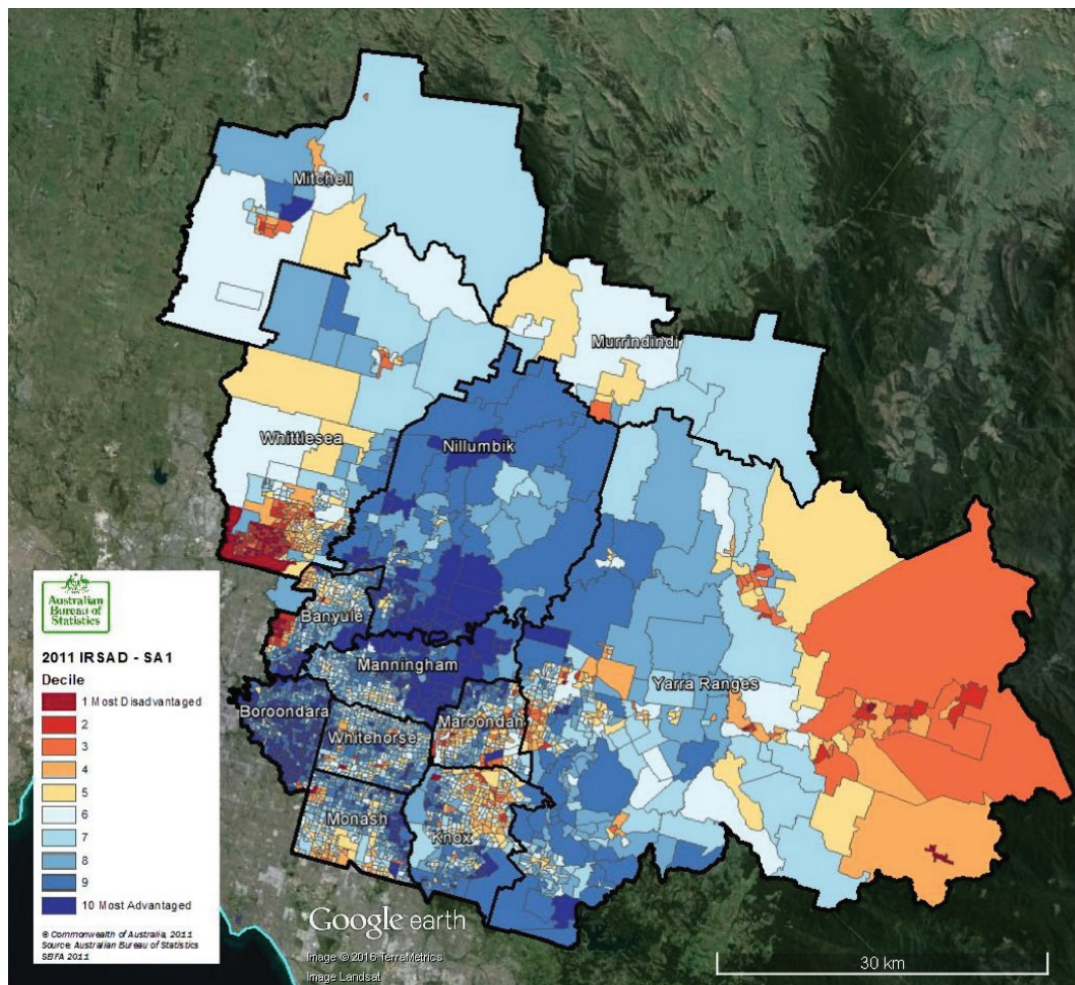 Mitchell
Murrindindi
Whittlesea
Nillumbik
Banyule
Manningham
Boroondara
Whitehorse
Maroondah
Yarra Ranges
Monash
Knox
Australian
Bureau of
Statistics
2011 IRSAD - SA1
Decile
1 Most Disadvantaged
2
3
4
5
6
7
8
9
10 Most Advantaged
© Commonwealth of Australia, 2011
Source: Australian Bureau of Statistics
SEIFA 2011
Google earth
Image © 2016 TerraMetrics
Image Landsat
30 km